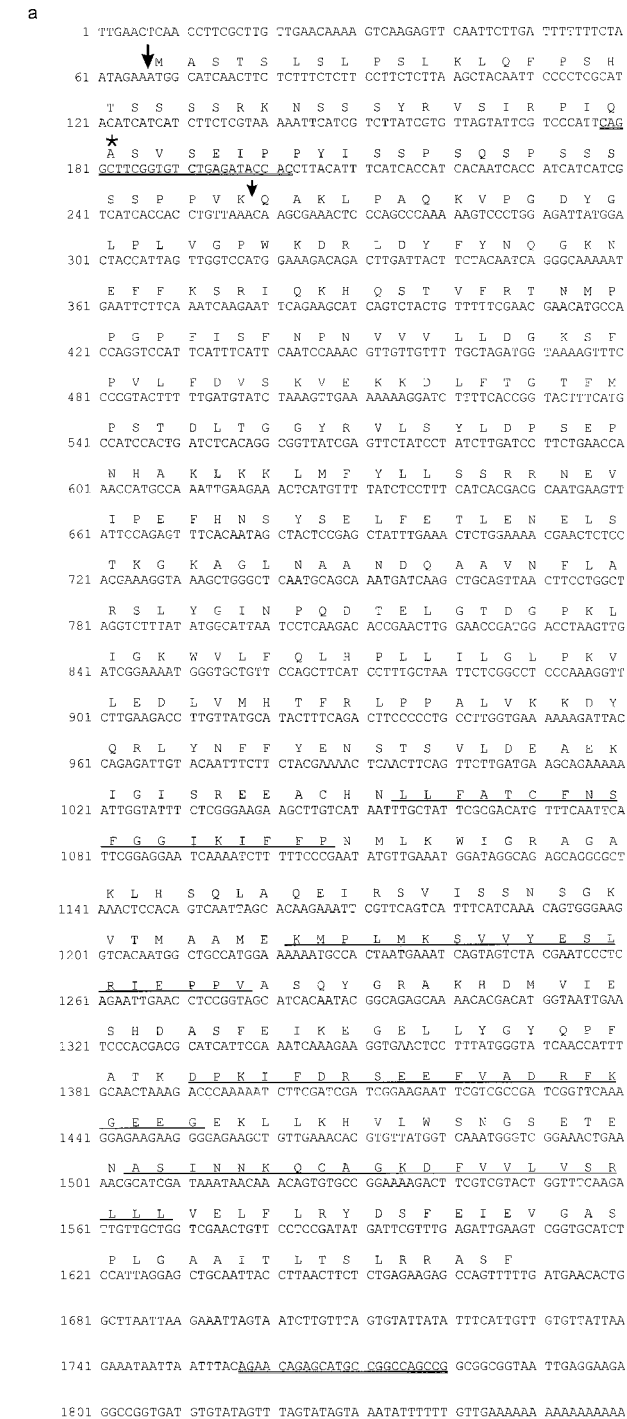 a
1 TTGAACTCAA CCTTCGCTTG TTGAACAAAA GTCAAGAGTT CAATTCTTGA TTTTTTTCTA
M A S T S L S L P S L K L Q F P S H
61 ATAGAAATGG CATCAACTTC TCTTTCTCTT CCTTCTCTTA AGCTACAATT CCCCTCGCAT
T S S S S R K N S S S Y R V S I R P I Q
121 ACATCATCAT CTTCTCGTAA AAATTCATCG TCTTATCGTG TTAGTATTCG TCCCATTCAG
*
A S V S E I P P Y I S S P S Q S P S S S
181 GCTTCGGTGT CTGAGATACC ACCTTACATT TCATCACCAT CACAATCACC ATCATCATCG
S S P P V K Q A K L P A Q K V P G D Y G
241 TCATCACCAC CTGTTAAACA AGCGAAACTC CCAGCCCAAA AAGTCCCTGG AGATTATGGA
L P L V G P W K D R L D Y F Y N Q G K N
301 CTACCATTAG TTGGTCCATG GAAAGACAGA CTTGATTACT TCTACAATCA GGGCAAAAAT
E F F K S R I Q K H Q S T V F R T N M P
361 GAATTCTTCA AATCAAGAAT TCAGAAGCAT CAGTCTACTG TTTTTCGAAC GAACATGCCA
P G P F I S F N P N V V V L L D G K S F
421 CCAGGTCCAT TCATTTCATT CAATCCAAAC GTTGTTGTTT TGCTAGATGG TAAAAGTTTC
P V L F D V S K V E K K D L F T G T F M
481 CCCGTACTTT TTGATGTATC TAAAGTTGAA AAAAAGGATC TTTTCACCGG TACTTTCATG
P S T D L T G G Y R V L S Y L D P S E P
541 CCATCCACTG ATCTCACAGG CGGTTATCGA GTTCTATCCT ATCTTGATCC TTCTGAACCA
N H A K L K K L M F Y L L S S R R N E V
601 AACCATGCCA AATTGAAGAA ACTCATGTTT TATCTCCTTT CATCACGACG CAATGAAGTT
I P E F H N S Y S E L F E T L E N E L S
661 ATTCCAGAGT TTCACAATAG CTACTCCGAG CTATTTGAAA CTCTGGAAAA CGAACTCTCC
T K G K A G L N A A N D Q A A V N F L A
721 ACGAAAGGTA AAGCTGGGCT CAATGCAGCA AATGATCAAG CTGCAGTTAA CTTCCTGGCT
R S L Y G I N P Q D T E L G T D G P K L
781 AGGTCTTTAT ATGGCATTAA TCCTCAAGAC ACCGAACTTG GAACCGATGG ACCTAAGTTG
I G K W V L F Q L H P L L I L G L P K V
841 ATCGGAAAAT GGGTGCTGTT CCAGCTTCAT CCTTTGCTAA TTCTCGGCCT CCCAAAGGTT
L E D L V M H T F R L P P A L V K K D Y
901 CTTGAAGACC TTGTTATGCA TACTTTCAGA CTTCCCCCTG CCTTGGTGAA AAAAGATTAC
Q R L Y N F F Y E N S T S V L D E A E K
961 CAGAGATTGT ACAATTTCTT CTACGAAAAC TCAACTTCAG TTCTTGATGA AGCAGAAAAA
I G I S R E E A C H N L L F A T C F N S
1021 ATTGGTATTT CTCGGGAAGA AGCTTGTCAT AATTTGCTAT TCGCGACATG TTTCAATTCA
F G G I K I F F P N M L K W I G R A G A
1081 TTCGGAGGAA TCAAAATCTT TTTCCCGAAT ATGTTGAAAT GGATAGGCAG AGCAGGGGCT
K L H S Q L A Q E I R S V I S S N S G K
1141 AAACTCCACA GTCAATTAGC ACAAGAAATT CGTTCAGTCA TTTCATCAAA CAGTGGGAAG
V T M A A M E K M P L M K S V V Y E S L
1201 GTCACAATGG CTGCCATGGA AAAAATGCCA CTAATGAAAT CAGTAGTCTA CGAATCCCTC
R I E P P V A S Q Y G R A K H D M V I E
1261 AGAATTGAAC CTCCGGTAGC ATCACAATAC GGCAGAGCAA AACACGACAT GGTAATTGAA
S H D A S F E I K E G E L L Y G Y Q P F
1321 TCCCACGACG CATCATTCGA AATCAAAGAA GGTGAACTCC TTTATGGGTA TCAACCATTT
A T K D P K I F D R S E E F V A D R F K
1381 GCAACTAAAG ACCCAAAAAT CTTCGATCGA TCGGAAGAAT TCGTCGCCGA TCGGTTCAAA
G E E G E K L L K H V L W S N G S E T E
1441 GGAGAAGAAG GGGAGAAGCT GTTGAAACAC GTGTTATGGT CAAATGGGTC GGAAACTGAA
N A S I N N K Q C A G K D F V V L V S R
1501 AACGCATCGA TAAATAACAA ACAGTGTGCC GGAAAAGACT TCGTCGTACT GGTTTCAAGA
L L L V E L F L R Y D S F E I E V G A S
1561 TTGTTGCTGG TCGAACTGTT CCTCCGATAT GATTCGTTTG AGATTGAAGT CGGTGCATCT
P L G A A I T L T S L R R A S F
1621 CCATTAGGAG CTGCAATTAC CTTAACTTCT CTGAGAAGAG CCAGTTTTTG ATGAACACTG
1681 GCTTAATTAA GAAATTAGTA ATCTTGTTTA GTGTATTATA TTTCATTGTT GTGTTATTAA
1741 GAAATAATTA ATTTACAGAA CAGAGCATGC CGGCCAGCCG GCGGCGGTAA TTGAGGAAGA
1801 GGCCGGTGAT GTGTATAGTT TAGTATAGTA AATATTTTTT GTTGAAAAAA AAAAAAAAAA